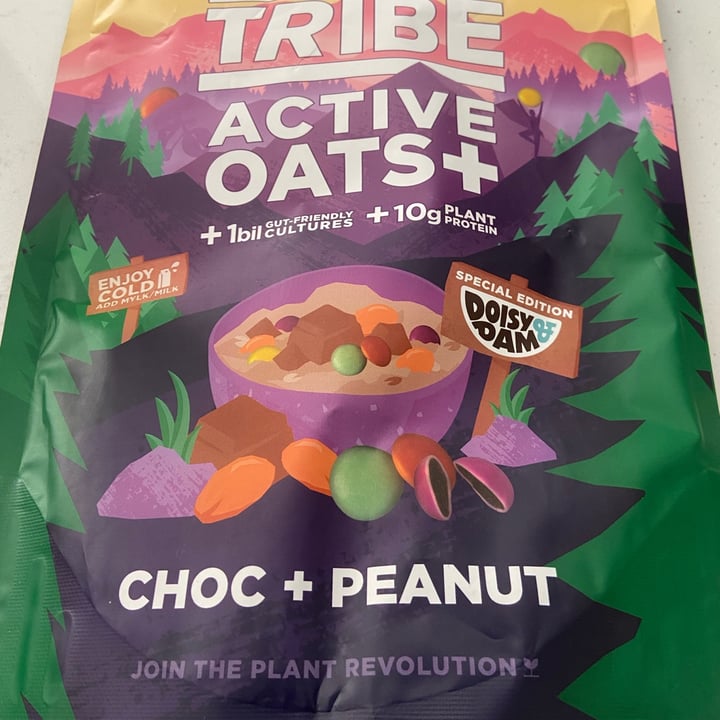 TRIBE
ACTIVE
OATS+
+ 1bil GUT-FRIENDLY CULTURES + 10g PLANT PROTEIN
ENJOY
COLD
ADD MYLK/MILK
SPECIAL EDITION
DOISY &
DAM
CHOC + PEANUT
JOIN THE PLANT REVOLUTION